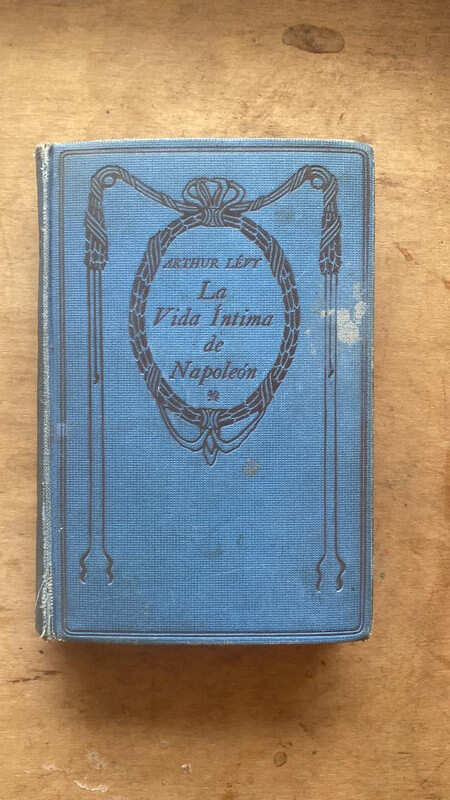 ARTHUR LÉVY
La
Vida Íntima
de
Napoleón